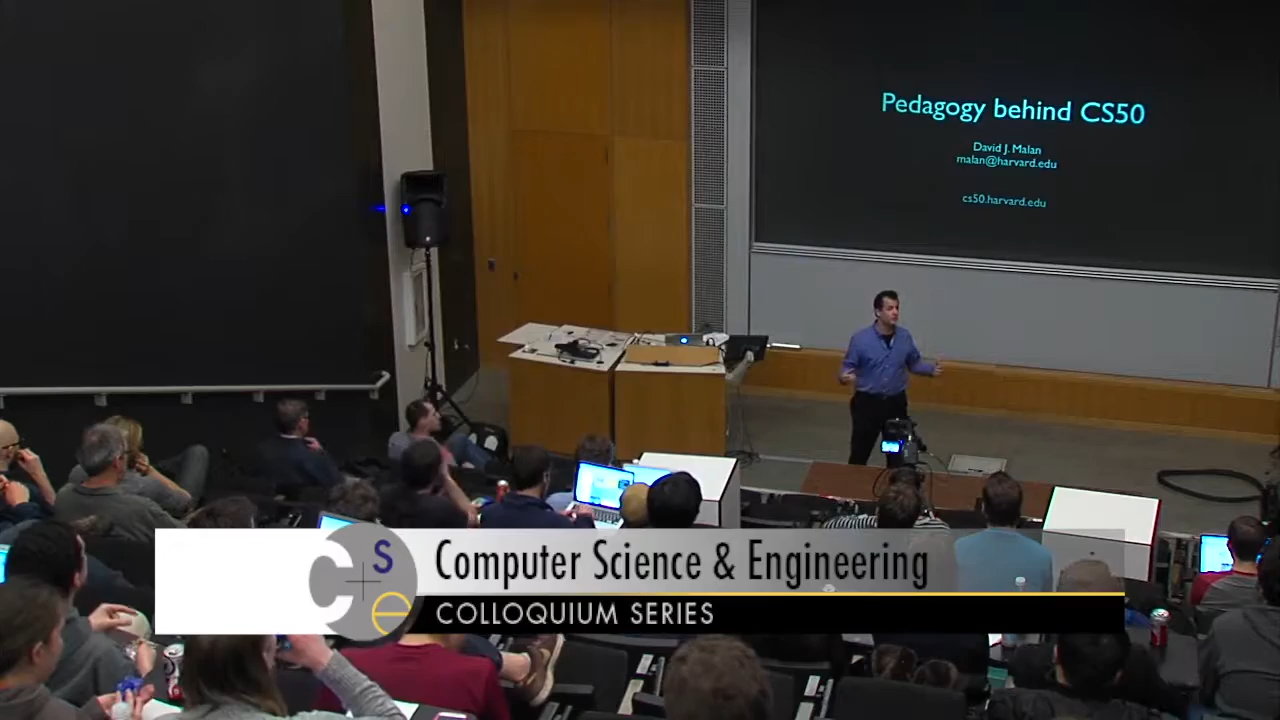 Pedagogy behind CS50
David J. Malan
malan@harvard.edu
cs50.harvard.edu
C S + e
Computer Science & Engineering
COLLOQUIUM SERIES